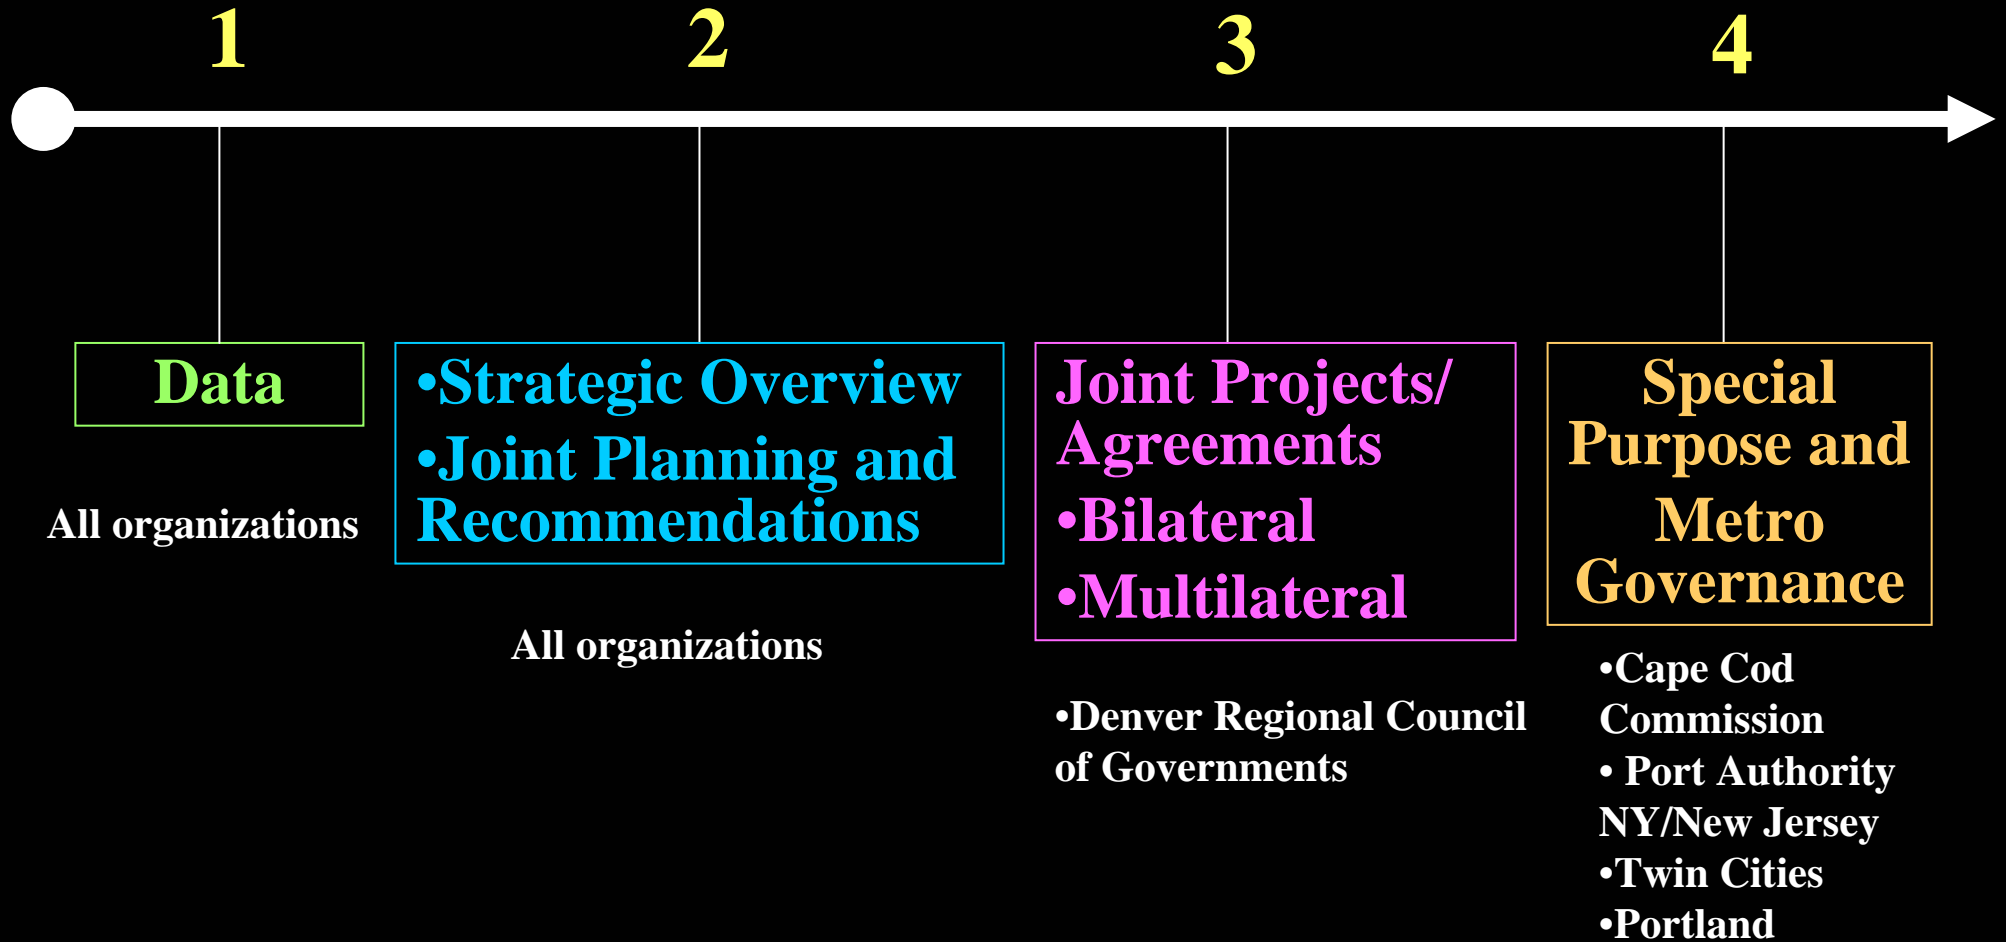 1
2
3
4
Data
All organizations
•Strategic Overview
•Joint Planning and
Recommendations
All organizations
Joint Projects/
Agreements
•Bilateral
•Multilateral
•Denver Regional Council
of Governments
Special
Purpose and
Metro
Governance
•Cape Cod
Commission
• Port Authority
NY/New Jersey
•Twin Cities
•Portland